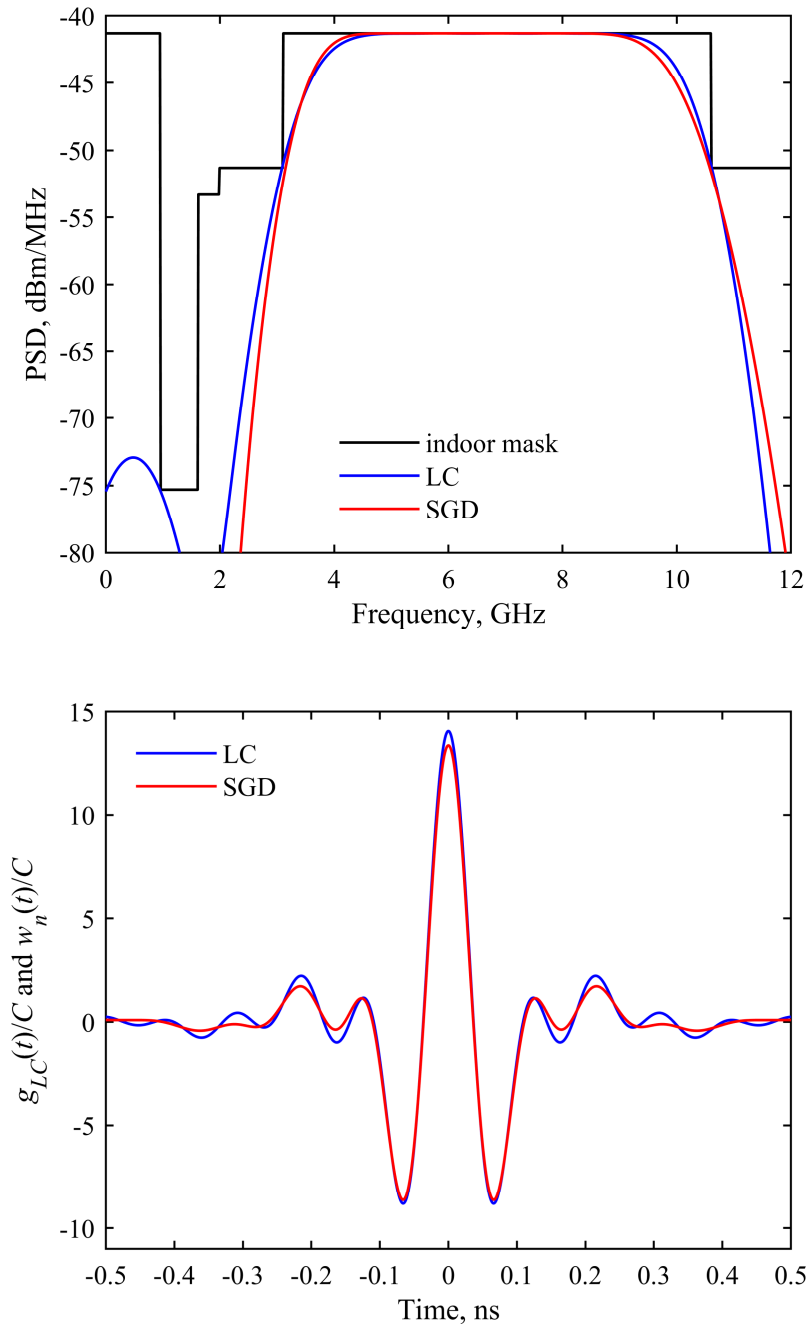 -40
-45
-50
-55
-60
-65
-70
-75
-80
PSD, dBm/MHz
indoor mask
LC
SGD
0 2 4 6 8 10 12
Frequency, GHz
15
10
5
0
-5
-10
g_LC(t)/C and w_n(t)/C
LC
SGD
-0.5 -0.4 -0.3 -0.2 -0.1 0 0.1 0.2 0.3 0.4 0.5
Time, ns